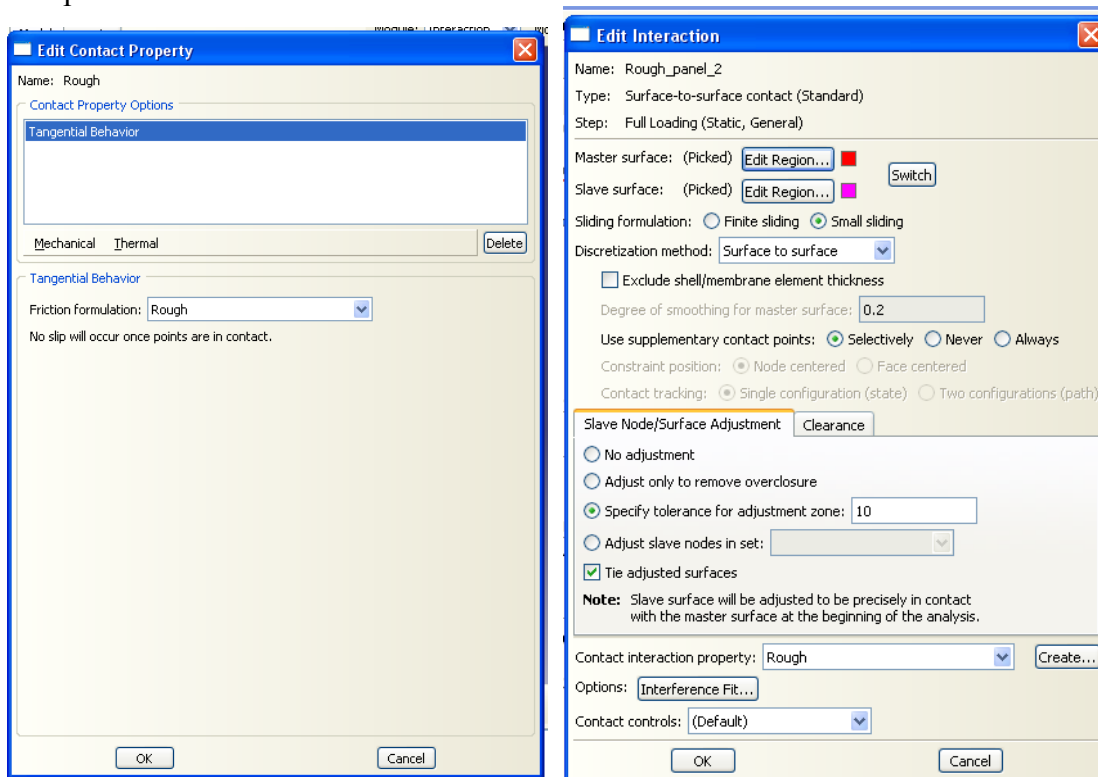 Module: Interaction
Edit Contact Property
Name: Rough
Contact Property Options
Tangential Behavior
Mechanical Thermal Delete
Tangential Behavior
Friction formulation: Rough
No slip will occur once points are in contact.
OK Cancel
Edit Interaction
Name: Rough_panel_2
Type: Surface-to-surface contact (Standard)
Step: Full Loading (Static, General)
Master surface: (Picked) Edit Region...
Switch
Slave surface: (Picked) Edit Region...
Sliding formulation: Finite sliding Small sliding
Discretization method: Surface to surface
Exclude shell/membrane element thickness
Degree of smoothing for master surface: 0.2
Use supplementary contact points: Selectively Never Always
Constraint position: Node centered Face centered
Contact tracking: Single configuration (state) Two configurations (path)
Slave Node/Surface Adjustment Clearance
No adjustment
Adjust only to remove overclosure
Specify tolerance for adjustment zone: 10
Adjust slave nodes in set:
Tie adjusted surfaces
Note: Slave surface will be adjusted to be precisely in contact
with the master surface at the beginning of the analysis.
Contact interaction property: Rough Create...
Options: Interference Fit...
Contact controls: (Default)
OK Cancel